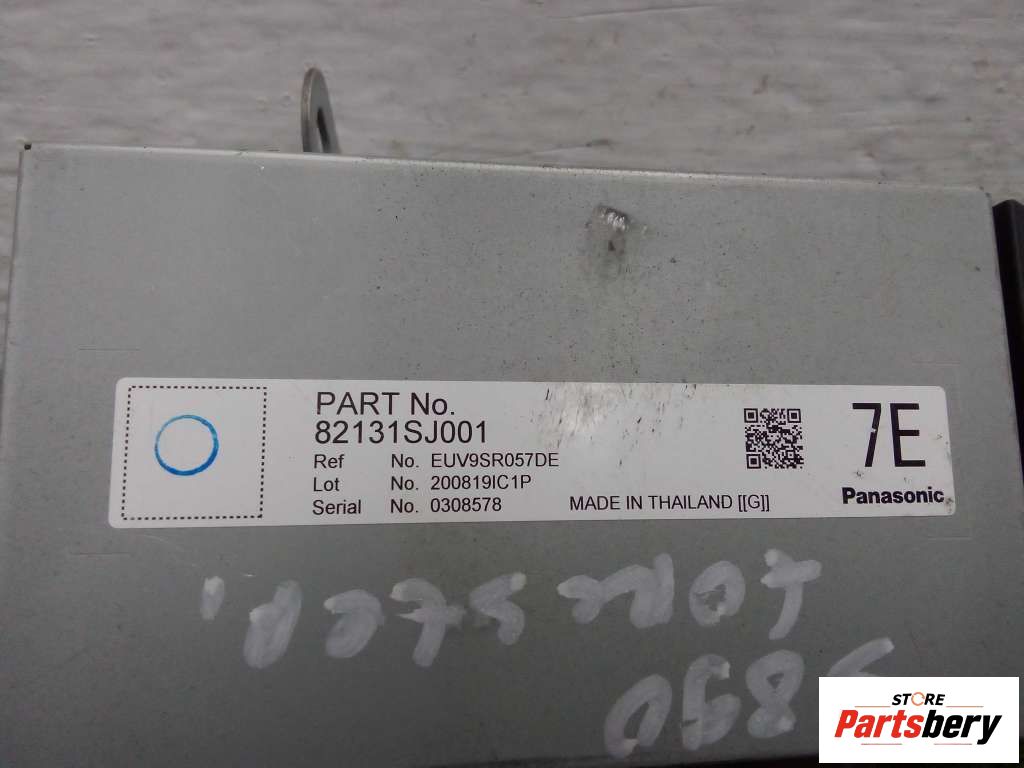 PART No.
82131SJ001
Ref No. EUV9SR057DE
Lot No. 200819IC1P
Serial No. 0308578
MADE IN THAILAND [[G]]
7E
Panasonic
STORE
Partsbery